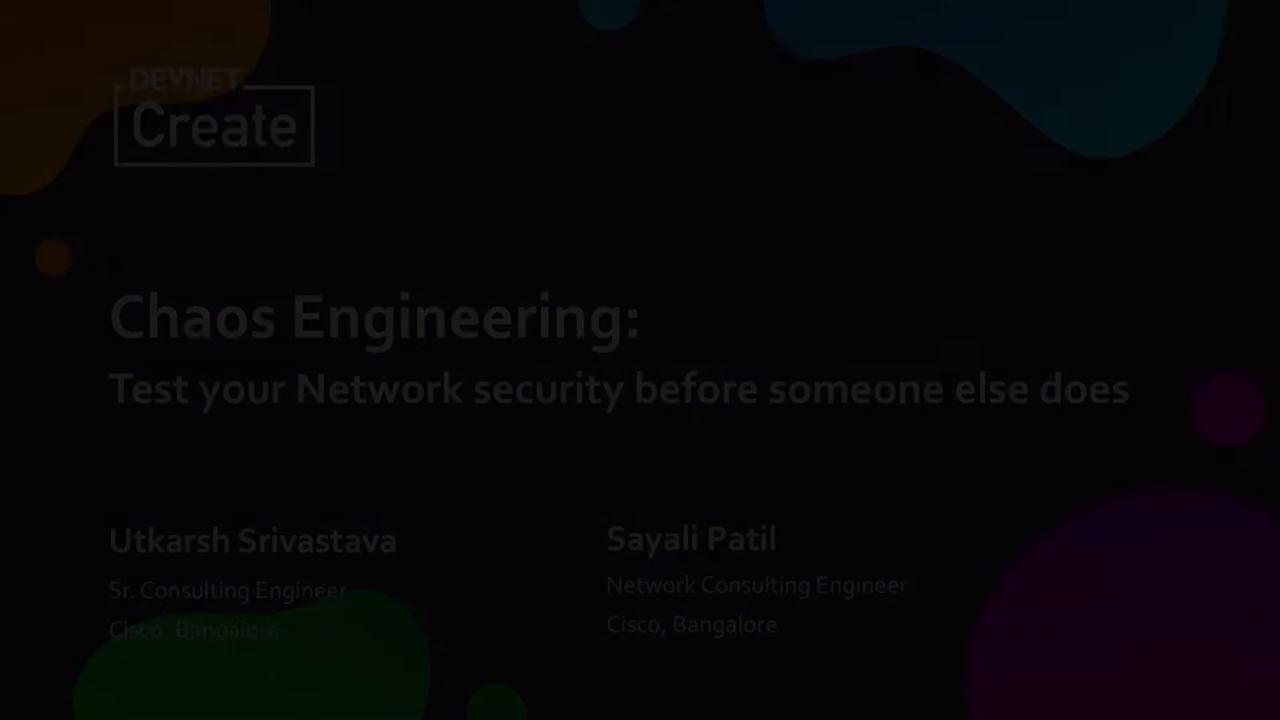 DEVNET
Create
Chaos Engineering:
Test your Network security before someone else does
Utkarsh Srivastava
Sr. Consulting Engineer
Cisco, Bangalore
Sayali Patil
Network Consulting Engineer
Cisco, Bangalore